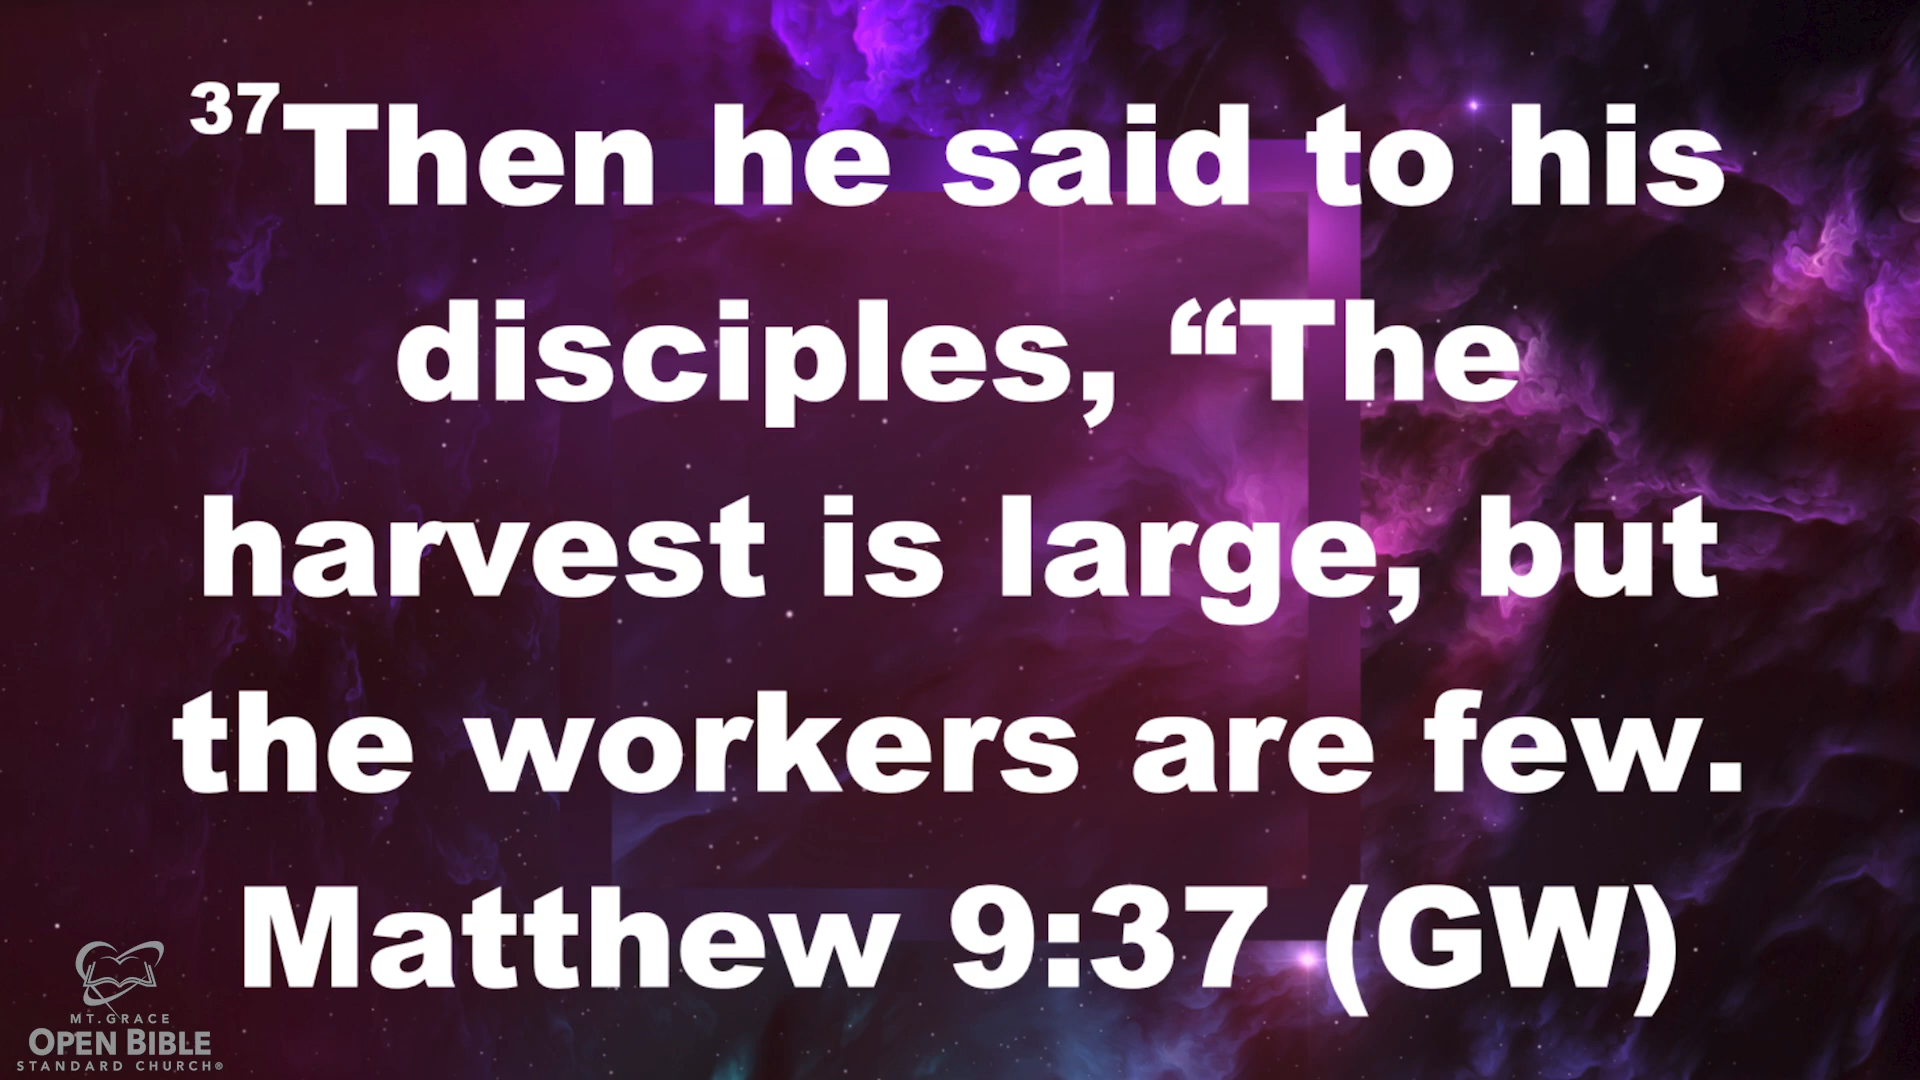 ³⁷Then he said to his
disciples, “The
harvest is large, but
the workers are few.
Matthew 9:37 (GW)
MT.GRACE
OPEN BIBLE
STANDARD CHURCH®